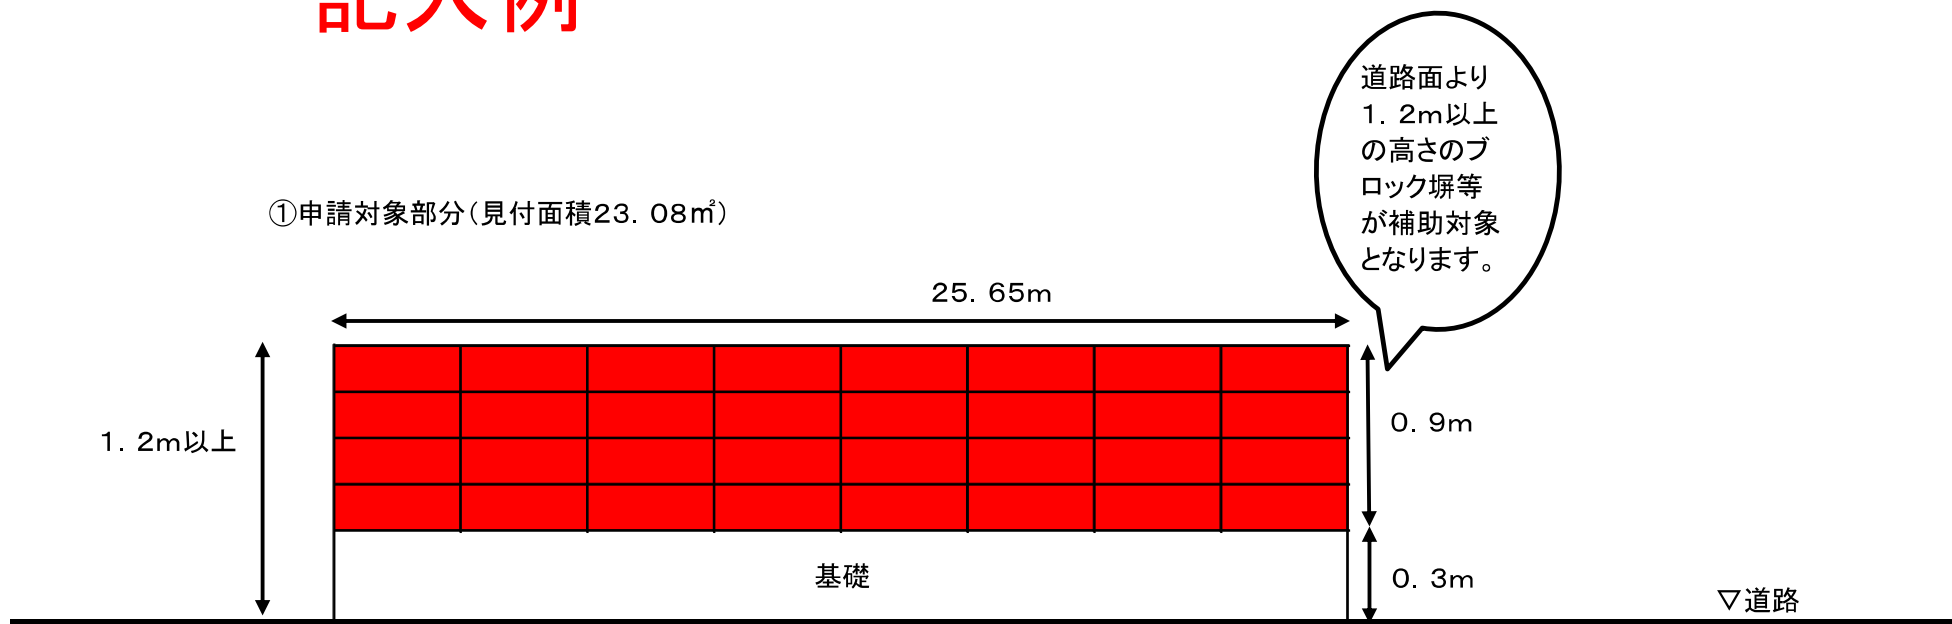 記入例
道路面より
1．2m以上
の高さのブ
ロック塀等
が補助対象
となります。
①申請対象部分（見付面積23．08㎡）
25．65m
1．2m以上
0．9m
基礎
0．3m
▽道路